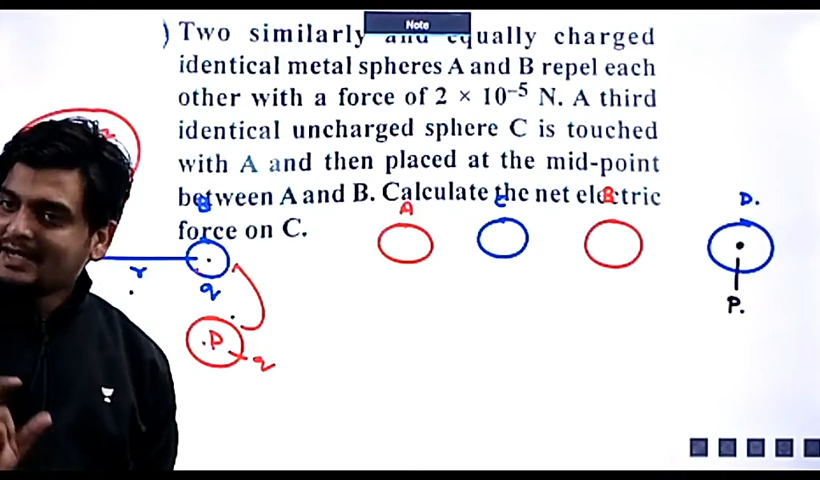 Note
) Two similarly and equally charged
identical metal spheres A and B repel each
other with a force of 2 × 10⁻⁵ N. A third
identical uncharged sphere C is touched
with A and then placed at the mid-point
between A and B. Calculate the net electric
force on C.
A
C
B
D.
B
r
q
P.
D
q